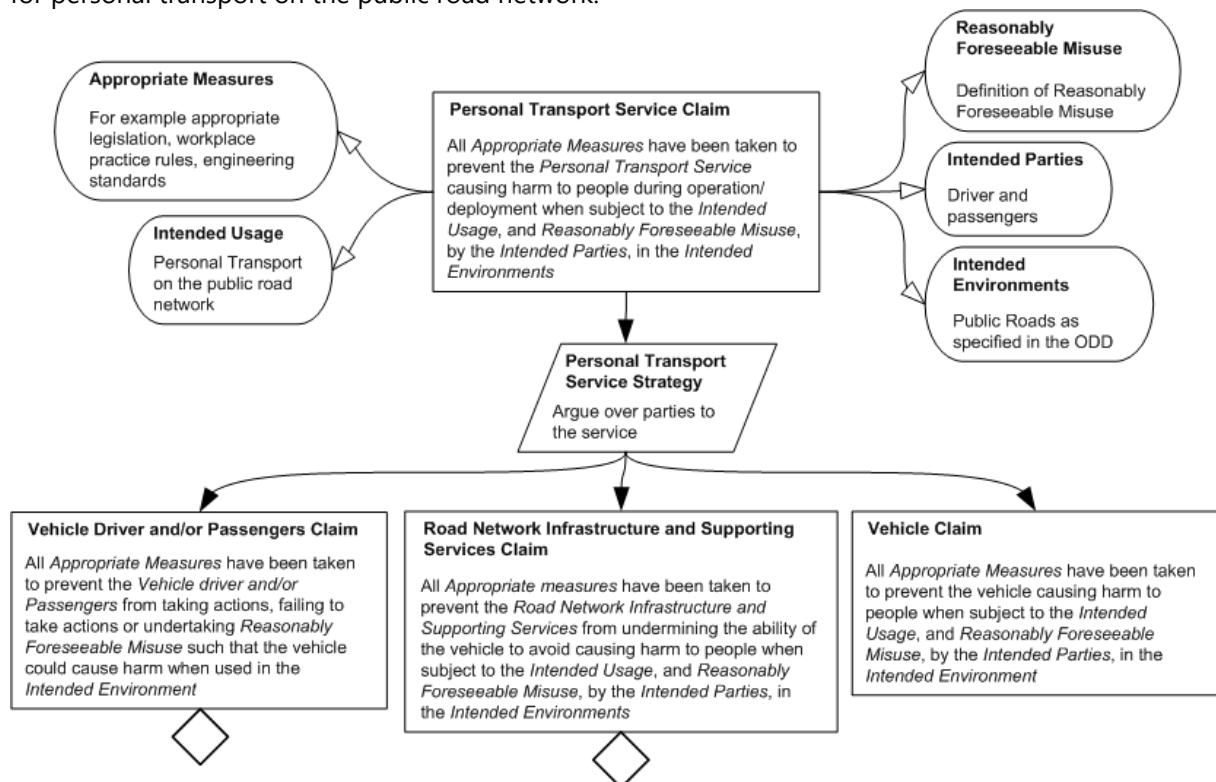 for personal transport on the public road network.
Appropriate Measures
For example appropriate
legislation, workplace
practice rules, engineering
standards
Intended Usage
Personal Transport
on the public road
network
Personal Transport Service Claim
All Appropriate Measures have been taken to
prevent the Personal Transport Service
causing harm to people during operation/
deployment when subject to the Intended
Usage, and Reasonably Foreseeable Misuse,
by the Intended Parties, in the Intended
Environments
Reasonably
Foreseeable Misuse
Definition of Reasonably
Foreseeable Misuse
Intended Parties
Driver and
passengers
Intended
Environments
Public Roads as
specified in the ODD
Personal Transport
Service Strategy
Argue over parties to
the service
Vehicle Driver and/or Passengers Claim
All Appropriate Measures have been taken
to prevent the Vehicle driver and/or
Passengers from taking actions, failing to
take actions or undertaking Reasonably
Foreseeable Misuse such that the vehicle
could cause harm when used in the
Intended Environment
Road Network Infrastructure and Supporting
Services Claim
All Appropriate measures have been taken to
prevent the Road Network Infrastructure and
Supporting Services from undermining the ability of
the vehicle to avoid causing harm to people when
subject to the Intended Usage, and Reasonably
Foreseeable Misuse, by the Intended Parties, in
the Intended Environments
Vehicle Claim
All Appropriate Measures have been taken
to prevent the vehicle causing harm to
people when subject to the Intended
Usage, and Reasonably Foreseeable
Misuse, by the Intended Parties, in the
Intended Environment